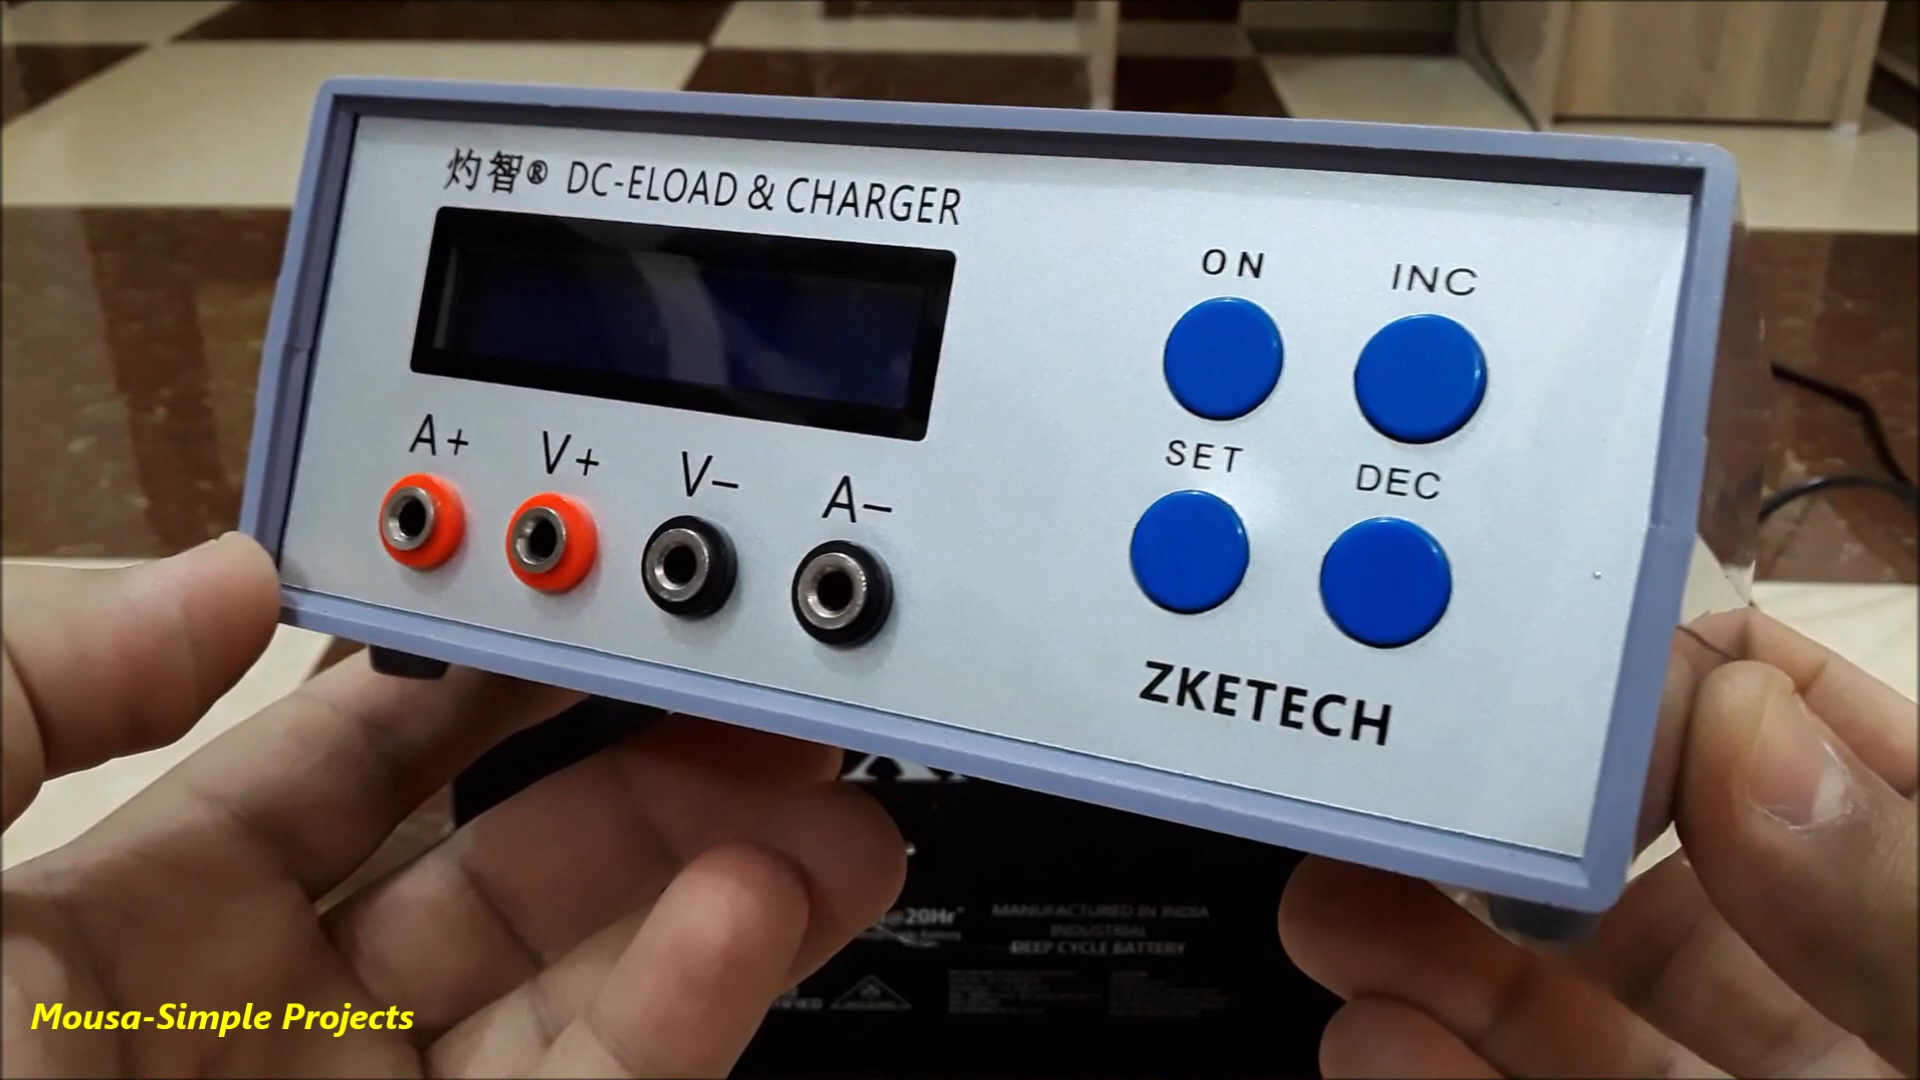 灼智® DC-ELOAD & CHARGER
ON
INC
A+
V+
V–
A–
SET
DEC
ZKETECH
@20Hr
MANUFACTURED IN INDIA
INDUSTRIAL
DEEP CYCLE BATTERY
Mousa-Simple Projects